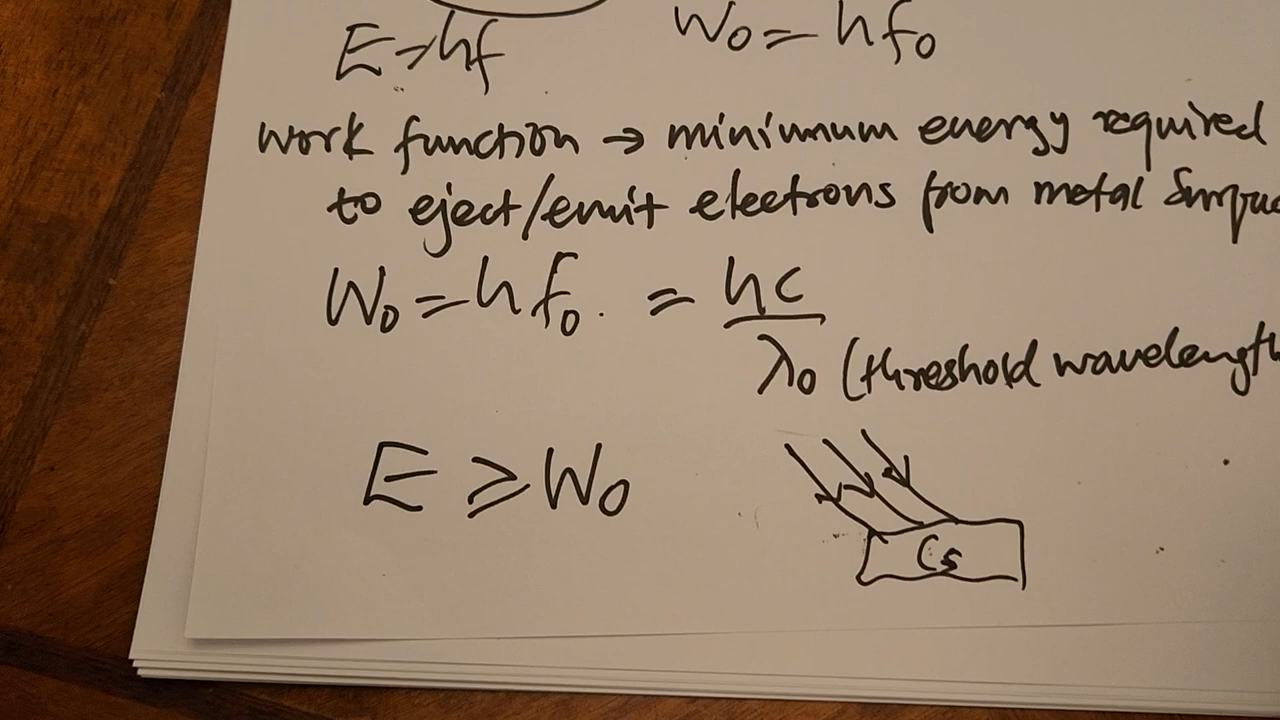 E = hf W₀ = hf₀
work function → minimum energy required
to eject/emit electrons from metal
W₀ = hf₀. = hc
λ₀ (threshold wavelength
E ≥ W₀
Cs